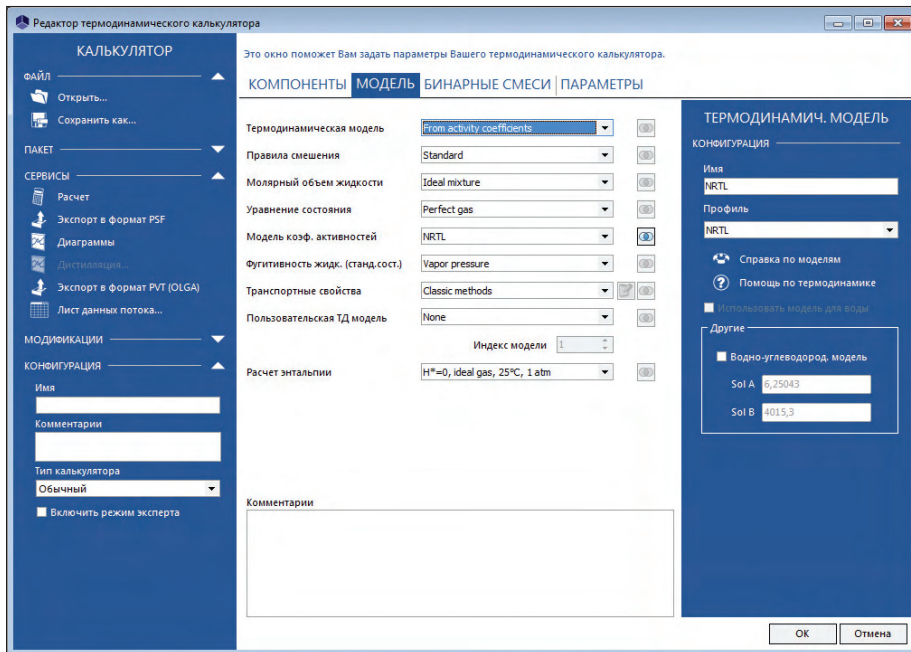 Редактор термодинамического калькулятора
КАЛЬКУЛЯТОР
ФАЙЛ
Открыть...
Сохранить как...
ПАКЕТ
СЕРВИСЫ
Расчет
Экспорт в формат PSF
Диаграммы
Дистилляция...
Экспорт в формат PVT (OLGA)
Лист данных потока...
МОДИФИКАЦИИ
КОНФИГУРАЦИЯ
Имя
Комментарии
Тип калькулятора
Обычный
Включить режим эксперта
Это окно поможет Вам задать параметры Вашего термодинамического калькулятора.
КОМПОНЕНТЫ МОДЕЛЬ БИНАРНЫЕ СМЕСИ ПАРАМЕТРЫ
Термодинамическая модель From activity coefficients
Правила смешения Standard
Молярный объем жидкости Ideal mixture
Уравнение состояния Perfect gas
Модель коэф. активностей NRTL
Фугитивность жидк. (станд.сост.) Vapor pressure
Транспортные свойства Classic methods
Пользовательская ТД модель None
Индекс модели 1
Расчет энтальпии H*=0, ideal gas, 25°C, 1 atm
Комментарии
ТЕРМОДИНАМИЧ. МОДЕЛЬ
КОНФИГУРАЦИЯ
Имя
NRTL
Профиль
NRTL
Справка по моделям
Помощь по термодинамике
Использовать модель для воды
Другие
Водно-углеводород. модель
Sol A 6,25043
Sol B 4015,3
OK Отмена